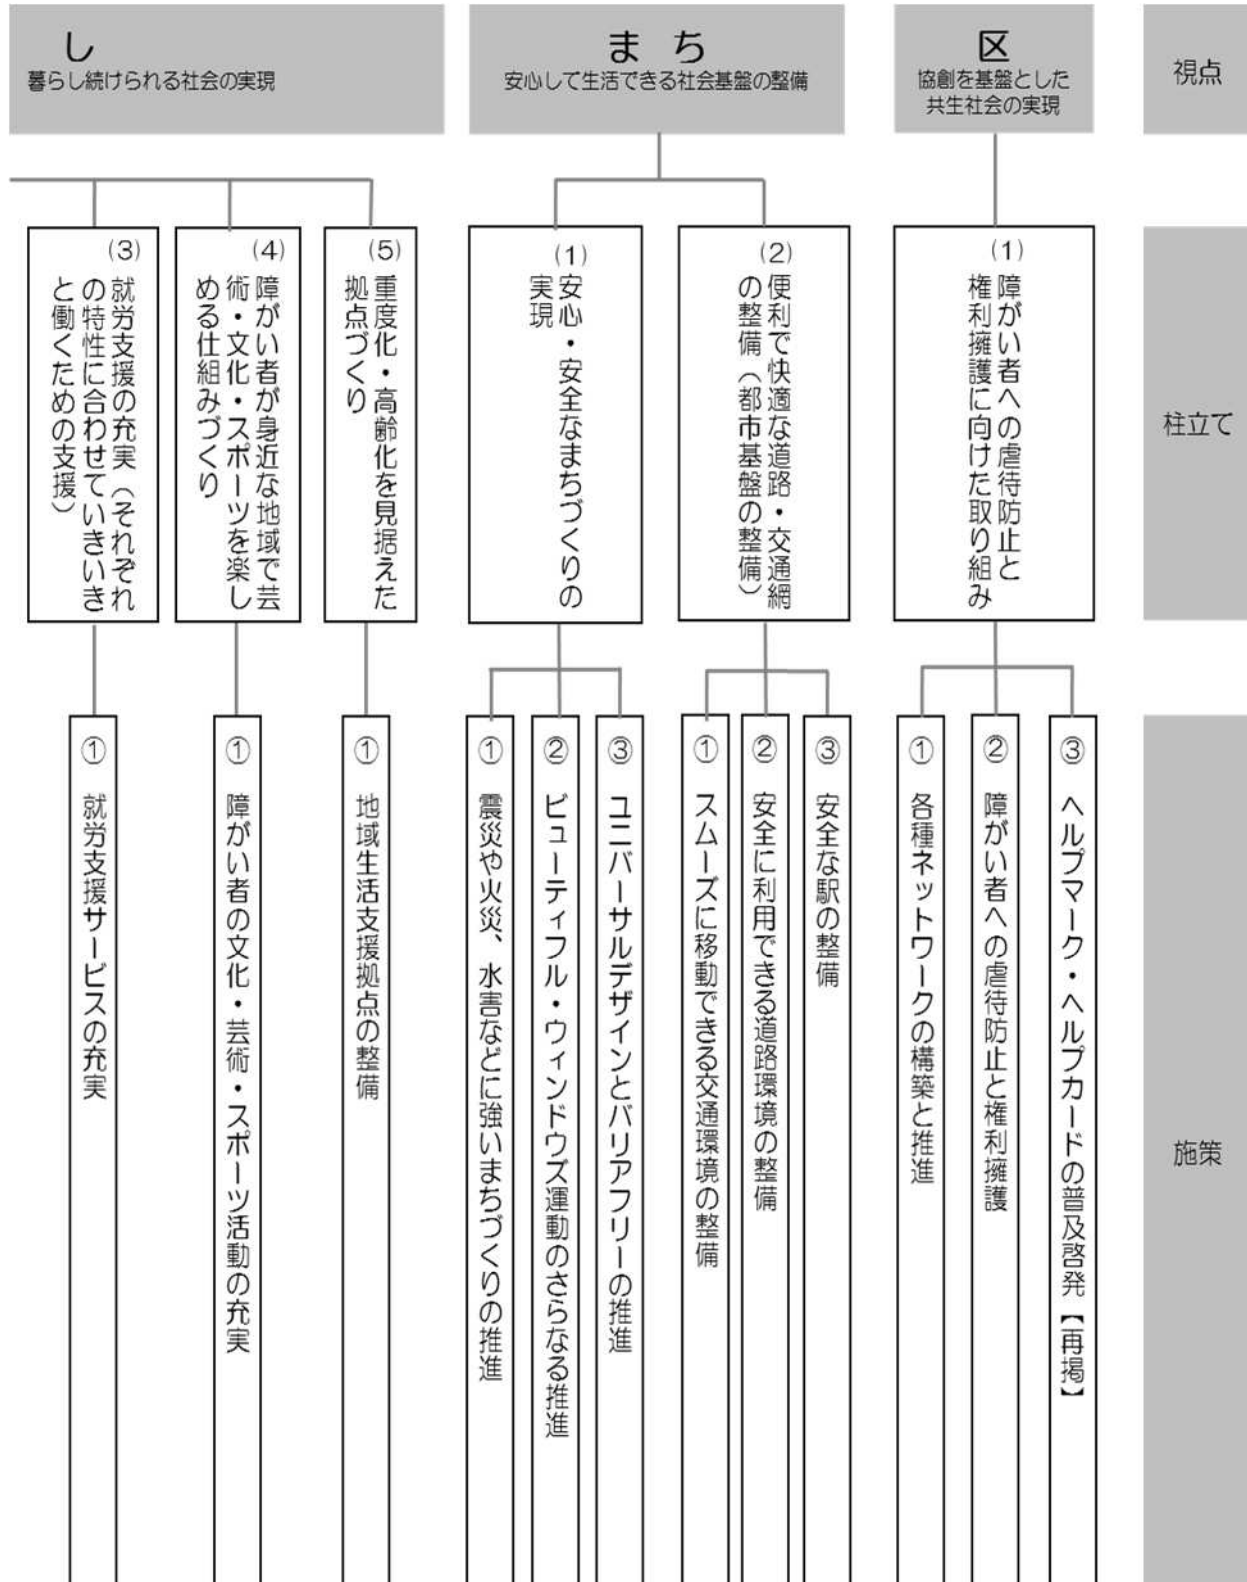 し
暮らし続けられる社会の実現
まち
安心して生活できる社会基盤の整備
区
協創を基盤とした
共生社会の実現
視点
(3)
就労支援の充実（それぞれ
の特性に合わせていきいき
と働くための支援）
(4)
障がい者が身近な地域で芸
術・文化・スポーツを楽し
める仕組みづくり
(5)
重度化・高齢化を見据えた
拠点づくり
(1)
安心・安全なまちづくりの
実現
(2)
便利で快適な道路・交通網
の整備（都市基盤の整備）
(1)
障がい者への虐待防止と
権利擁護に向けた取り組み
柱立て
① 就労支援サービスの充実
① 障がい者の文化・芸術・スポーツ活動の充実
① 地域生活支援拠点の整備
① 震災や火災、水害などに強いまちづくりの推進
② ビューティフル・ウィンドウズ運動のさらなる推進
③ ユニバーサルデザインとバリアフリーの推進
① スムーズに移動できる交通環境の整備
② 安全に利用できる道路環境の整備
③ 安全な駅の整備
① 各種ネットワークの構築と推進
② 障がい者への虐待防止と権利擁護
③ ヘルプマーク・ヘルプカードの普及啓発【再掲】
施策